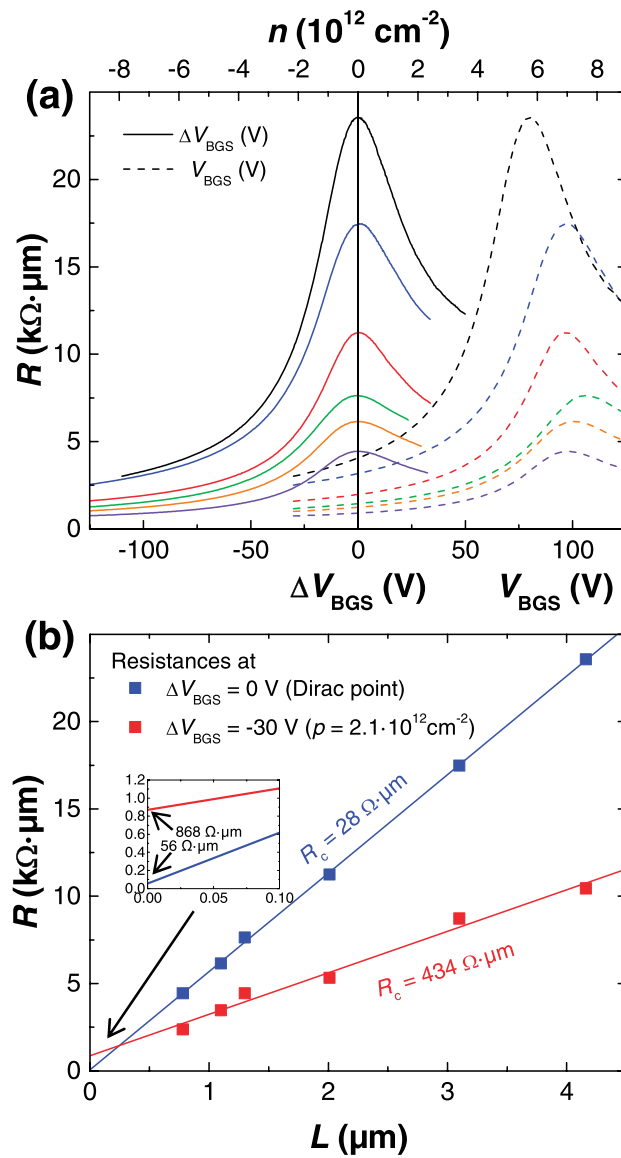 n (10^12 cm^-2)
-8 -6 -4 -2 0 2 4 6 8
(a)
ΔV_BGS (V)
V_BGS (V)
20
15
10
5
0
R (kΩ·μm)
-100 -50 0 50 100
ΔV_BGS (V) V_BGS (V)
(b)
Resistances at
ΔV_BGS = 0 V (Dirac point)
ΔV_BGS = -30 V (p = 2.1·10^12cm^-2)
20
15
10
5
0
R (kΩ·μm)
1.2
1.0
0.8
0.6
0.4
0.2
0.0
868 Ω·μm
56 Ω·μm
0.00 0.05 0.10
R_c = 28 Ω·μm
R_c = 434 Ω·μm
0 1 2 3 4
L (μm)